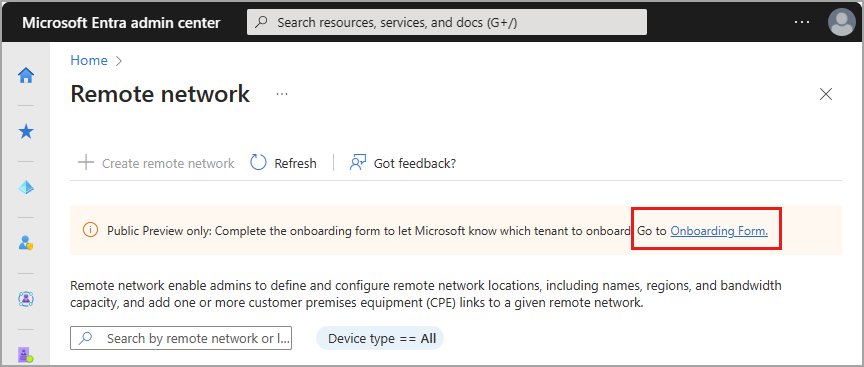 Microsoft Entra admin center
Search resources, services, and docs (G+/)
Home
Remote network
Create remote network
Refresh
Got feedback?
Public Preview only: Complete the onboarding form to let Microsoft know which tenant to onboard Go to Onboarding Form.
Remote network enable admins to define and configure remote network locations, including names, regions, and bandwidth
capacity, and add one or more customer premises equipment (CPE) links to a given remote network.
Search by remote network or l...
Device type == All